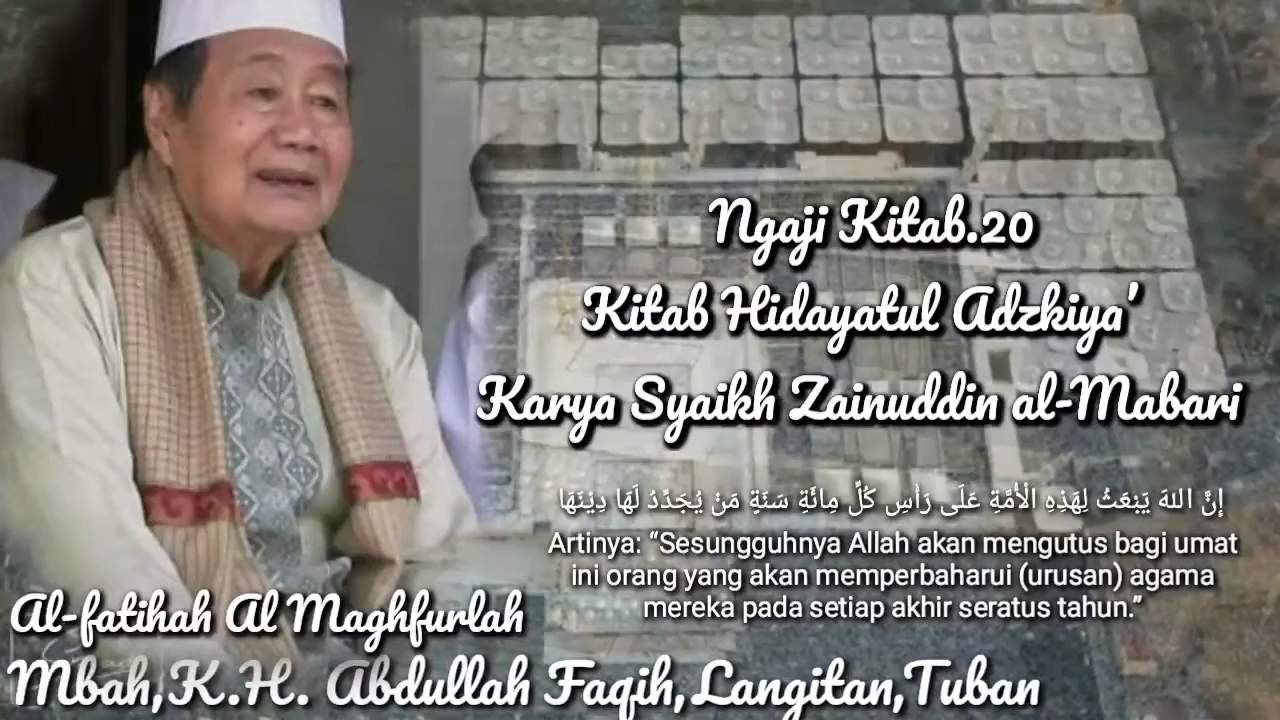 Ngaji Kitab.20
Kitab Hidayatul Adzkiya'
Karya Syaikh Zainuddin al-Mabari
إِنَّ اللهَ يَبْعَثُ لِهَذِهِ الْأُمَّةِ عَلَى رَأْسِ كُلِّ مِائَةِ سَنَةٍ مَنْ يُجَدِّدُ لَهَا دِيْنَهَا
Artinya: “Sesungguhnya Allah akan mengutus bagi umat
ini orang yang akan memperbaharui (urusan) agama
mereka pada setiap akhir seratus tahun.”
Al-fatihah Al Maghfurlah
Mbah,K.H. Abdullah Faqih,Langitan,Tuban